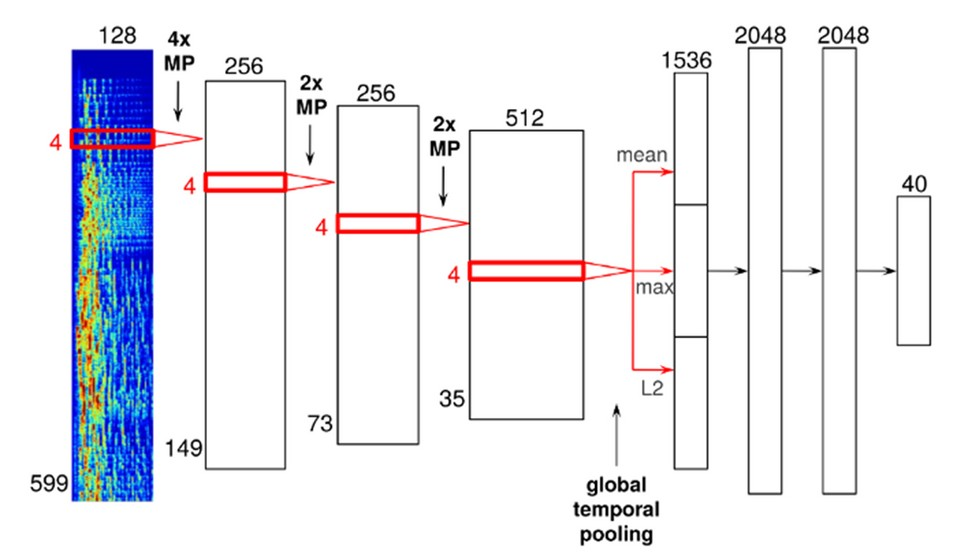 128
4x
MP
4
599
256
2x
MP
4
149
256
2x
MP
4
73
512
4
35
mean
max
L2
global
temporal
pooling
1536
2048
2048
40